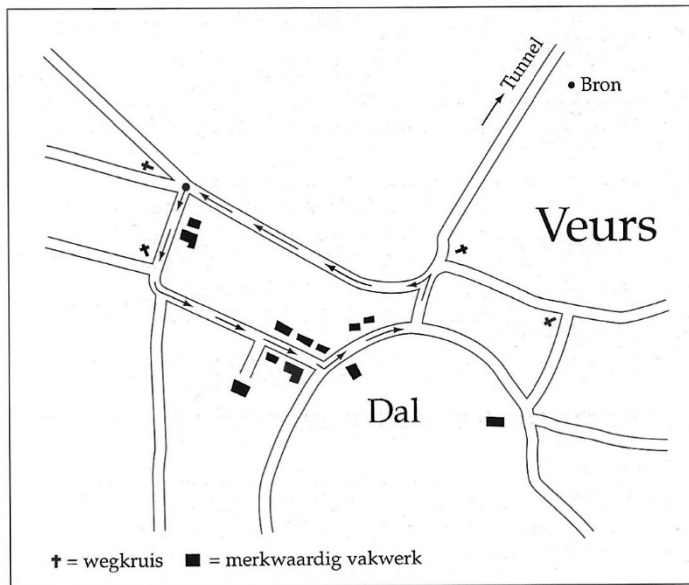 Tunnel
Bron
Veurs
Dal
✝ = wegkruis ■ = merkwaardig vakwerk